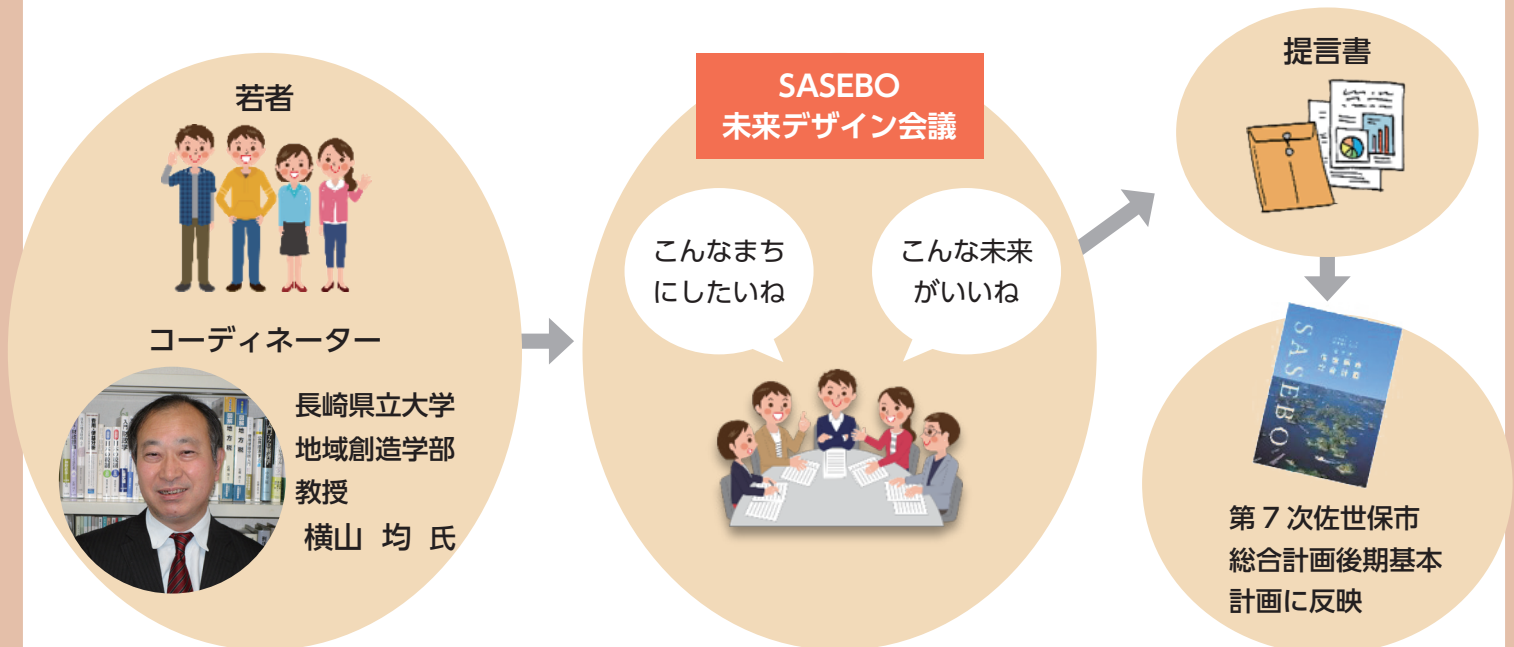 若者
コーディネーター
長崎県立大学
地域創造学部
教授
横山 均 氏
SASEBO
未来デザイン会議
こんなまち
にしたいね
こんな未来
がいいね
提言書
SASEBO
第7次佐世保市
総合計画後期基本
計画に反映